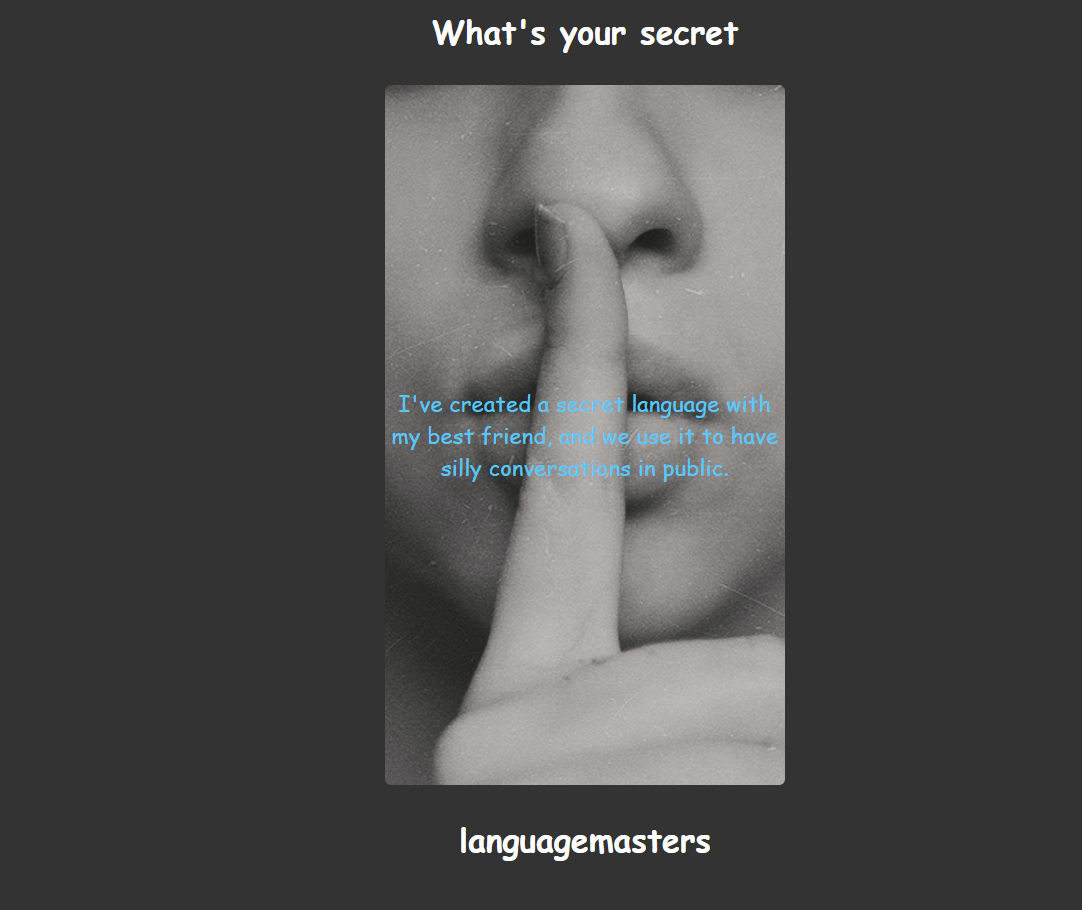 What's your secret
I've created a secret language with
my best friend, and we use it to have
silly conversations in public.
languagemasters